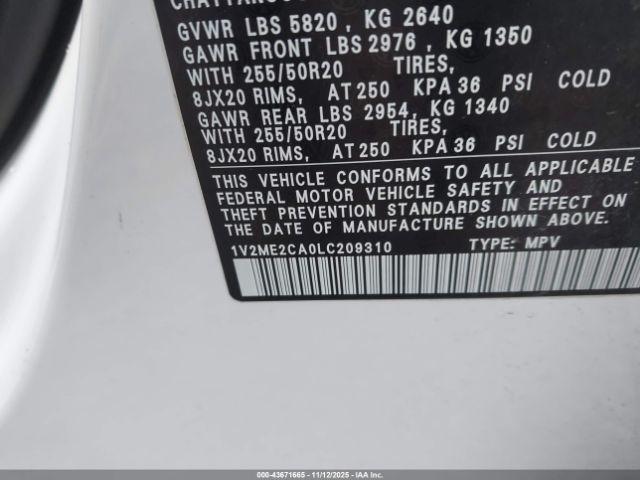 GVWR LBS 5820 , KG 2640
GAWR FRONT LBS 2976 , KG 1350
WITH 255/50R20 TIRES,
8JX20 RIMS, AT 250 KPA 36 PSI COLD
GAWR REAR LBS 2954, KG 1340
WITH 255/50R20 TIRES,
8JX20 RIMS, AT 250 KPA 36 PSI COLD
THIS VEHICLE CONFORMS TO ALL APPLICABLE
FEDERAL MOTOR VEHICLE SAFETY AND
THEFT PREVENTION STANDARDS IN EFFECT ON
THE DATE OF MANUFACTURE SHOWN ABOVE.
1V2ME2CA0LC209310 TYPE: MPV
000-43671665 - 11/12/2025 - IAA, Inc. Copyright